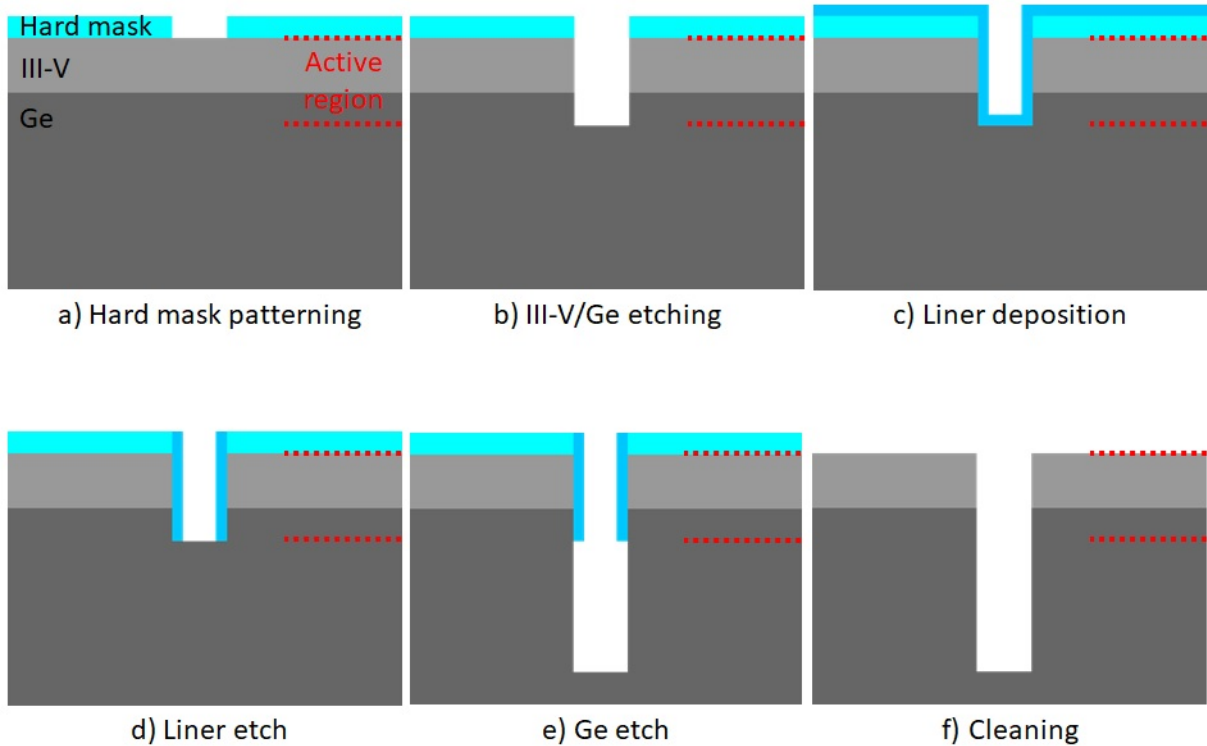 Hard mask
III-V
Active
region
Ge
a) Hard mask patterning
b) III-V/Ge etching
c) Liner deposition
d) Liner etch
e) Ge etch
f) Cleaning